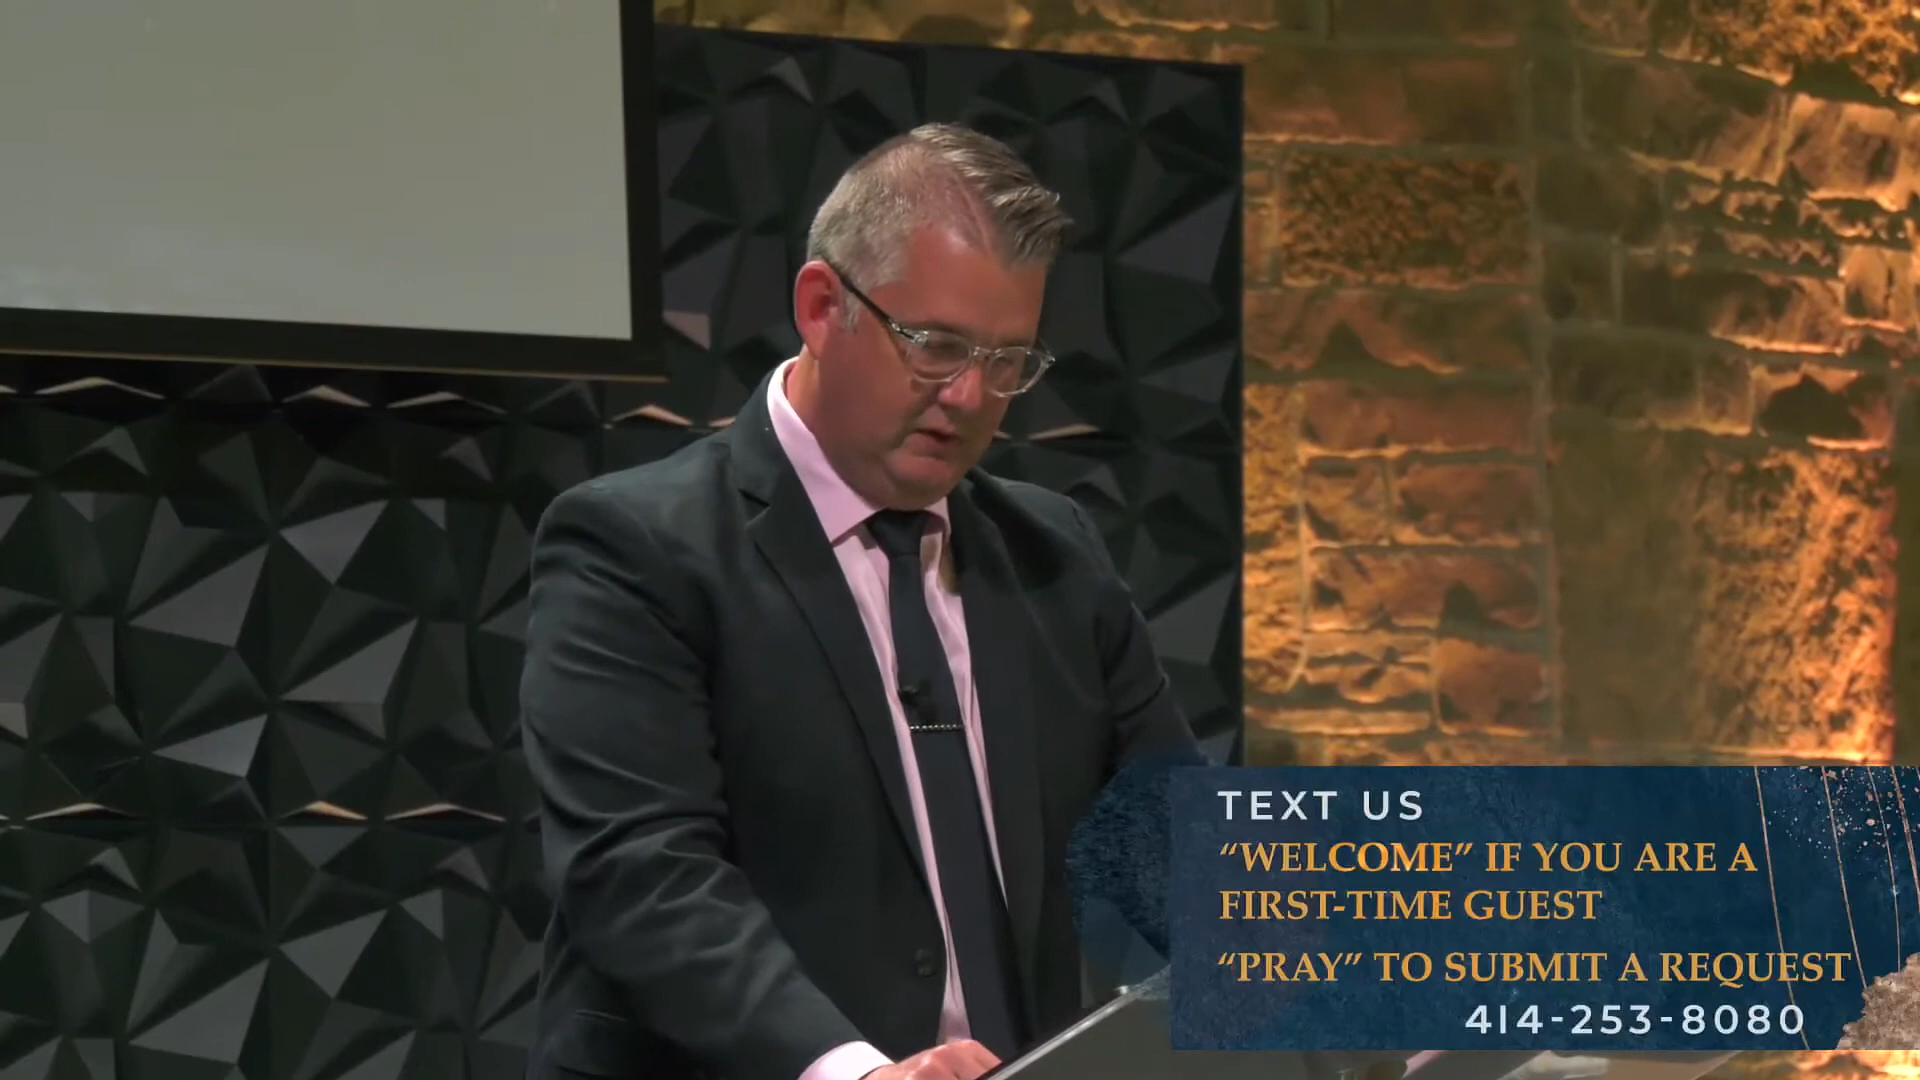 TEXT US
“WELCOME” IF YOU ARE A
FIRST-TIME GUEST
“PRAY” TO SUBMIT A REQUEST
414-253-8080